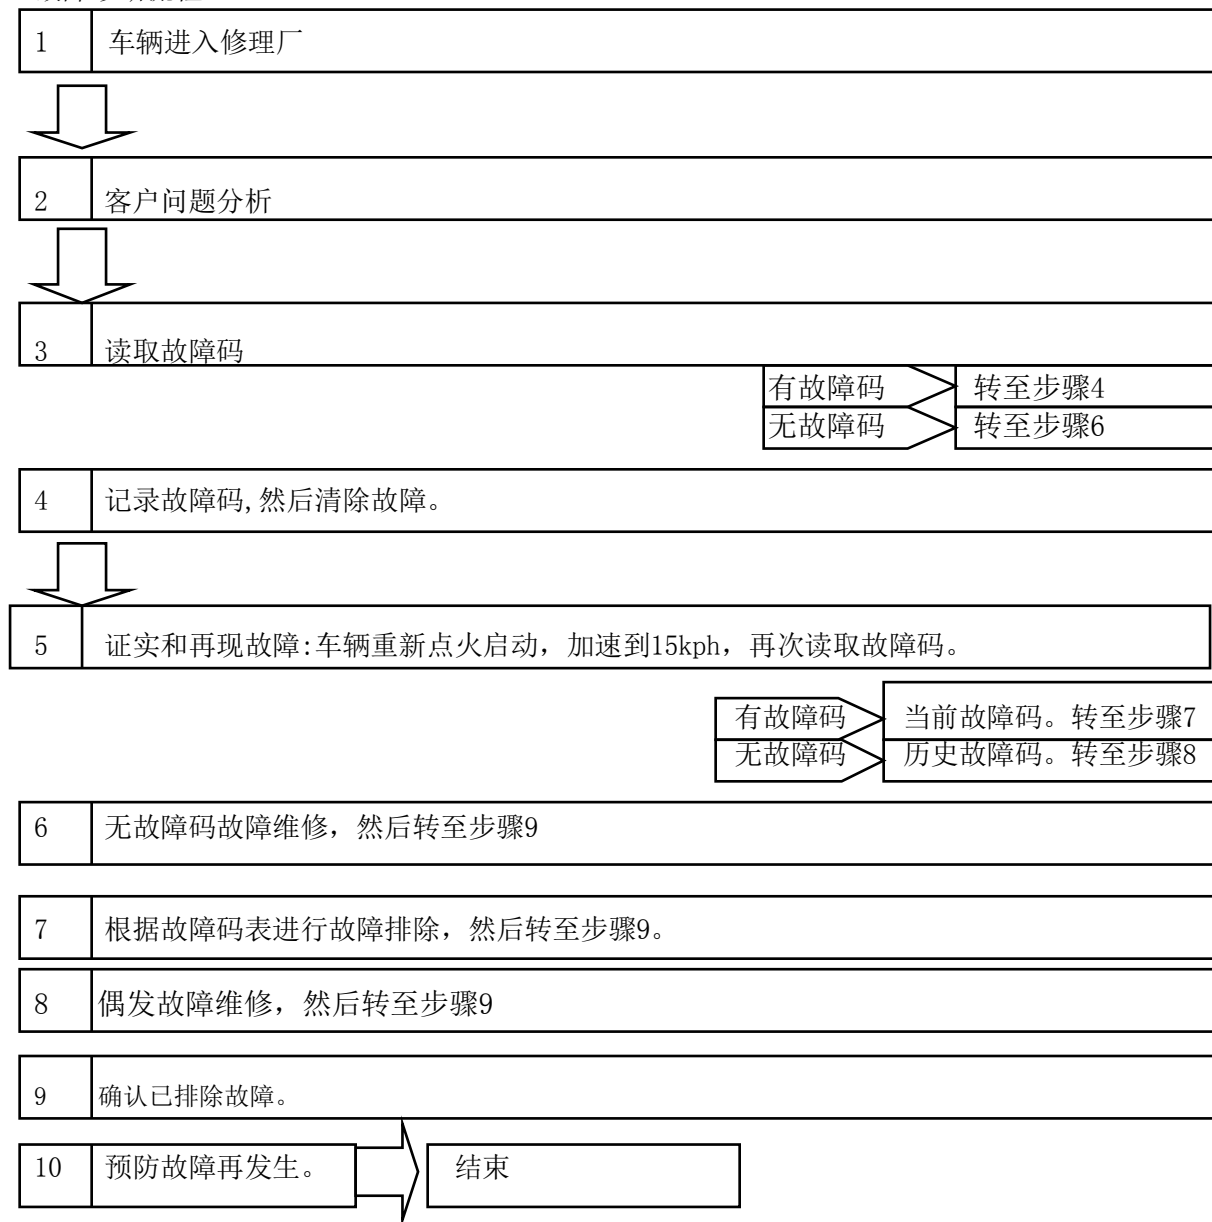 1 车辆进入修理厂
2 客户问题分析
3 读取故障码
有故障码 转至步骤4
无故障码 转至步骤6
4 记录故障码,然后清除故障。
5 证实和再现故障:车辆重新点火启动，加速到15kph，再次读取故障码。
有故障码 当前故障码。转至步骤7
无故障码 历史故障码。转至步骤8
6 无故障码故障维修，然后转至步骤9
7 根据故障码表进行故障排除，然后转至步骤9。
8 偶发故障维修，然后转至步骤9
9 确认已排除故障。
10 预防故障再发生。 结束